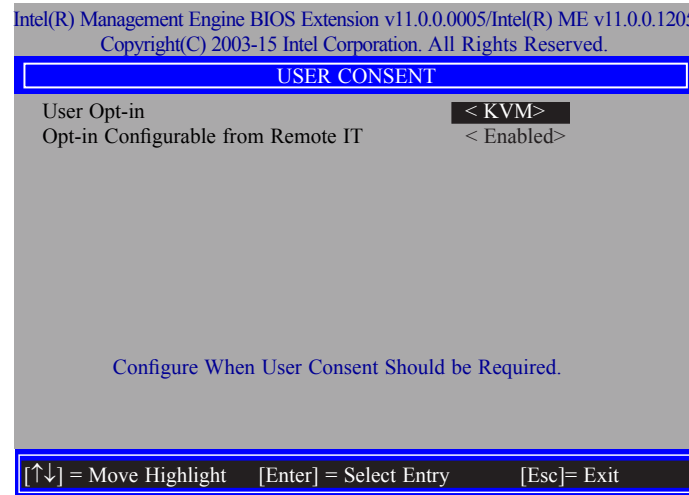 Intel(R) Management Engine BIOS Extension v11.0.0.0005/Intel(R) ME v11.0.0.1205
Copyright(C) 2003-15 Intel Corporation. All Rights Reserved.
USER CONSENT
User Opt-in < KVM>
Opt-in Configurable from Remote IT < Enabled>
Configure When User Consent Should be Required.
[↑↓] = Move Highlight [Enter] = Select Entry [Esc]= Exit